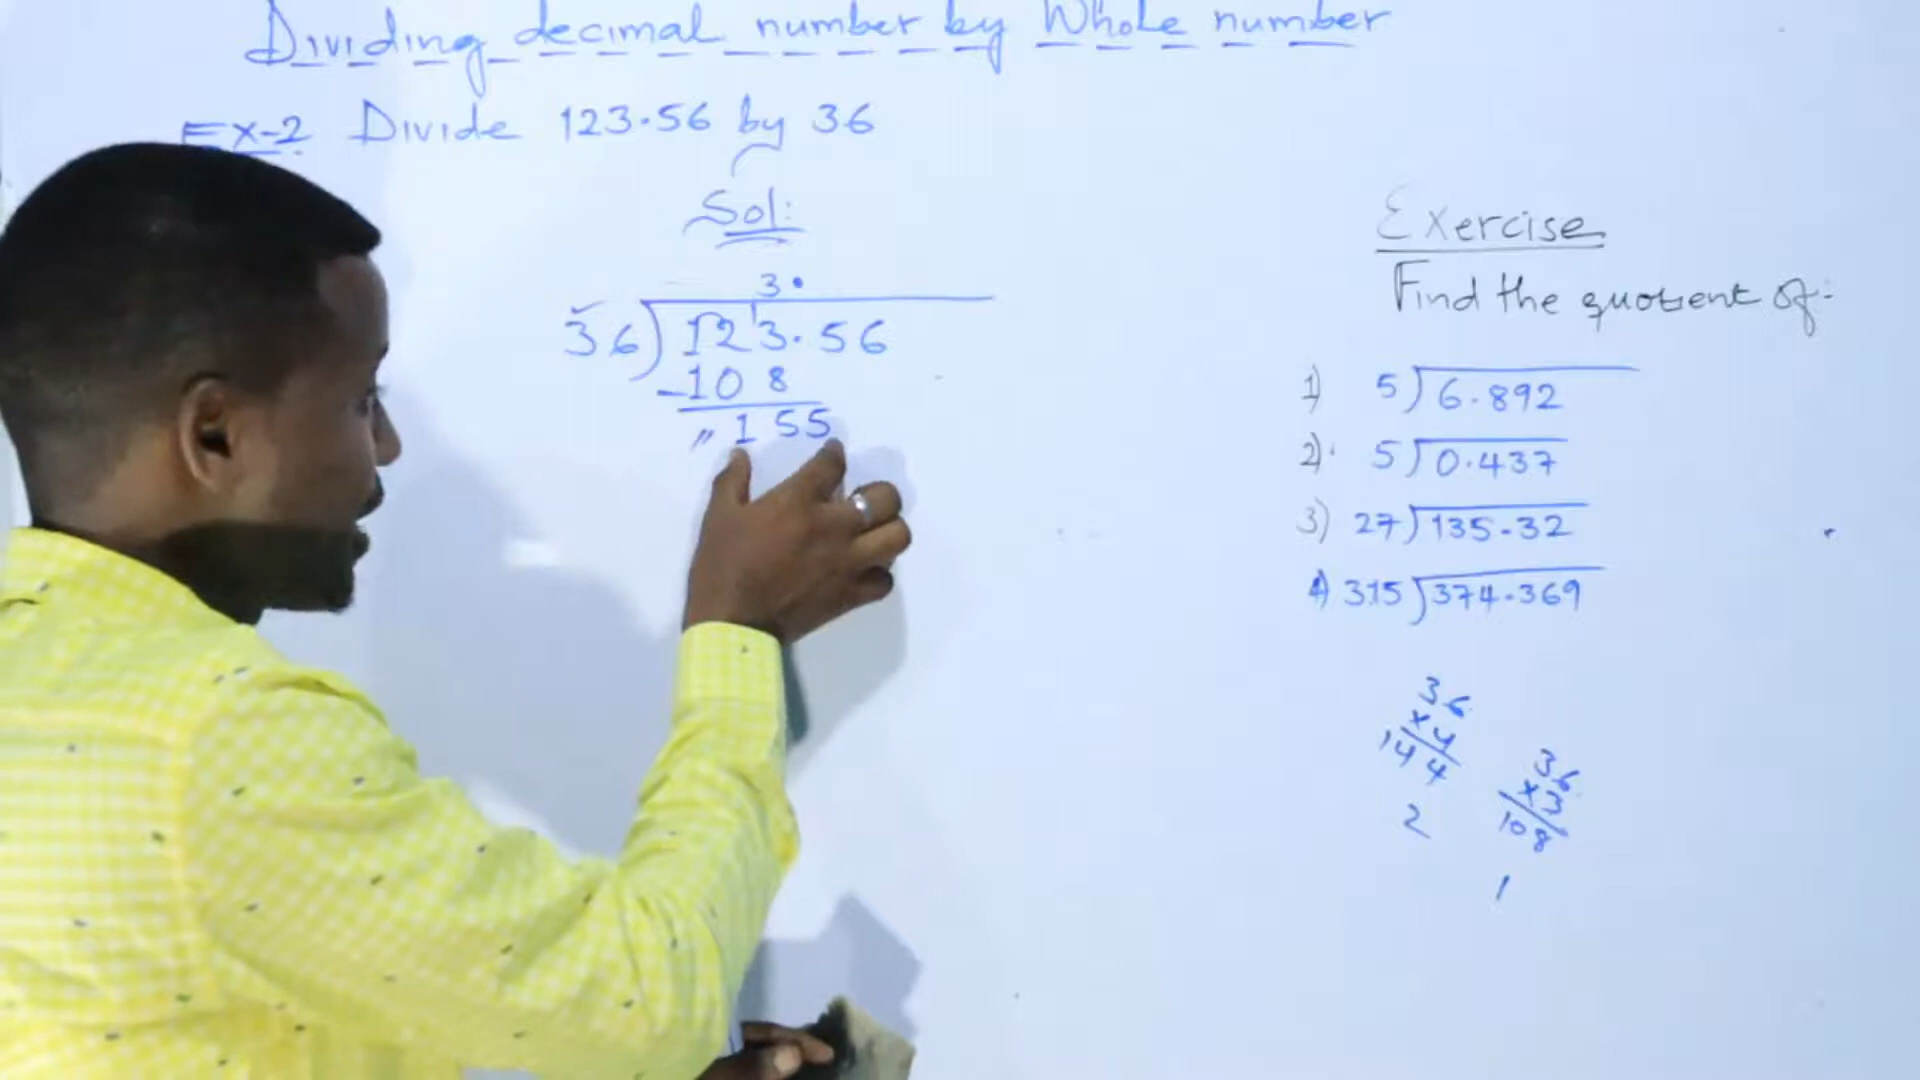 Dividing decimal number by Whole number
Ex-2 Divide 123.56 by 36
Sol:
3.
36)123.56
-108
"155
Exercise
Find the quotient of:-
1) 5)6.892
2) 5)0.437
3) 27)135.32
4) 315)374.369
36
x4
144
2
36
x3
108
1